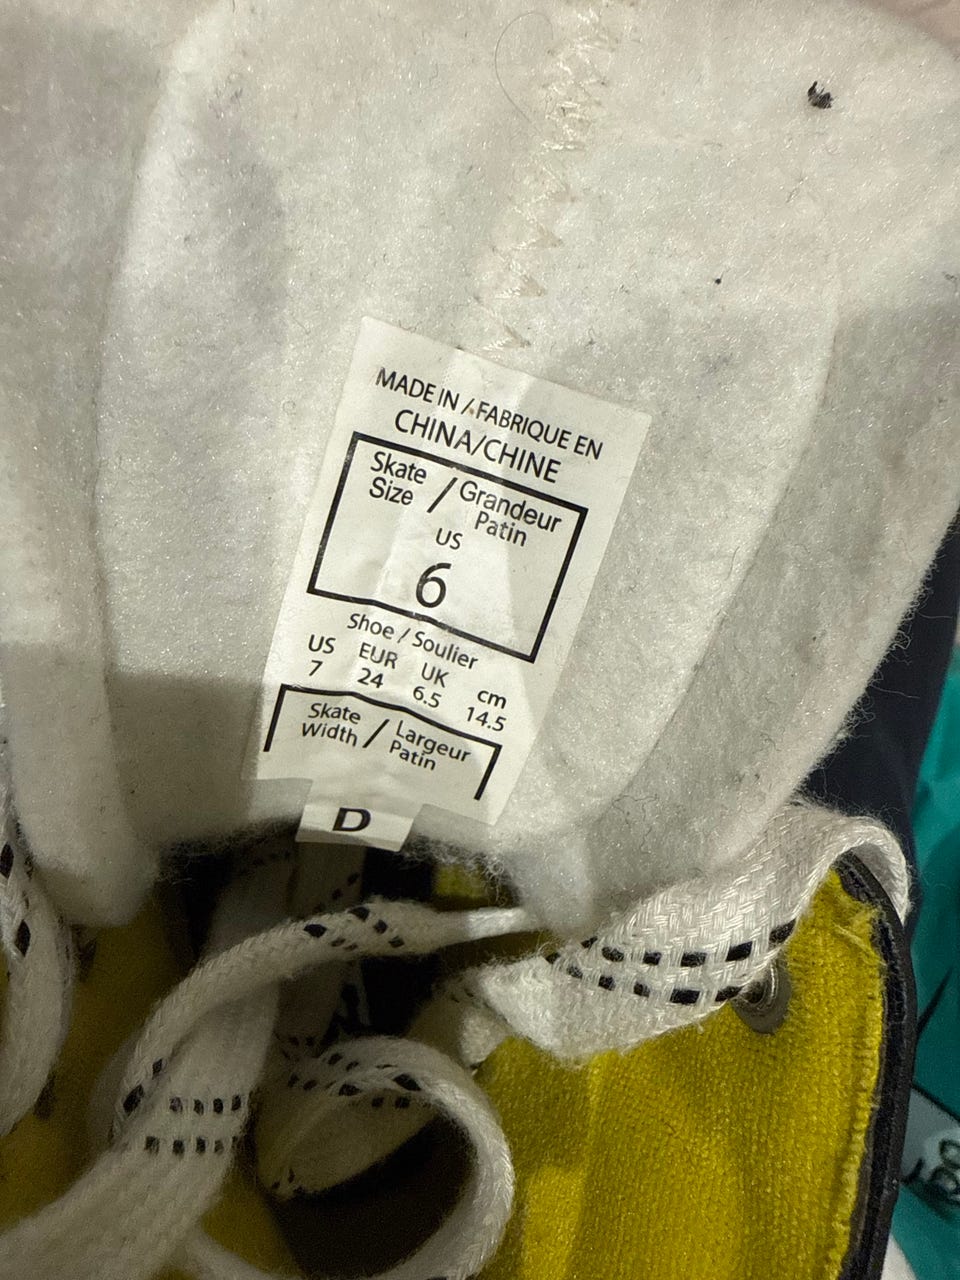 MADE IN / FABRIQUE EN
CHINA/CHINE
Skate Size / Grandeur Patin
US
6
Shoe / Soulier
US EUR UK cm
7 24 6.5 14.5
Skate Width / Largeur Patin
D